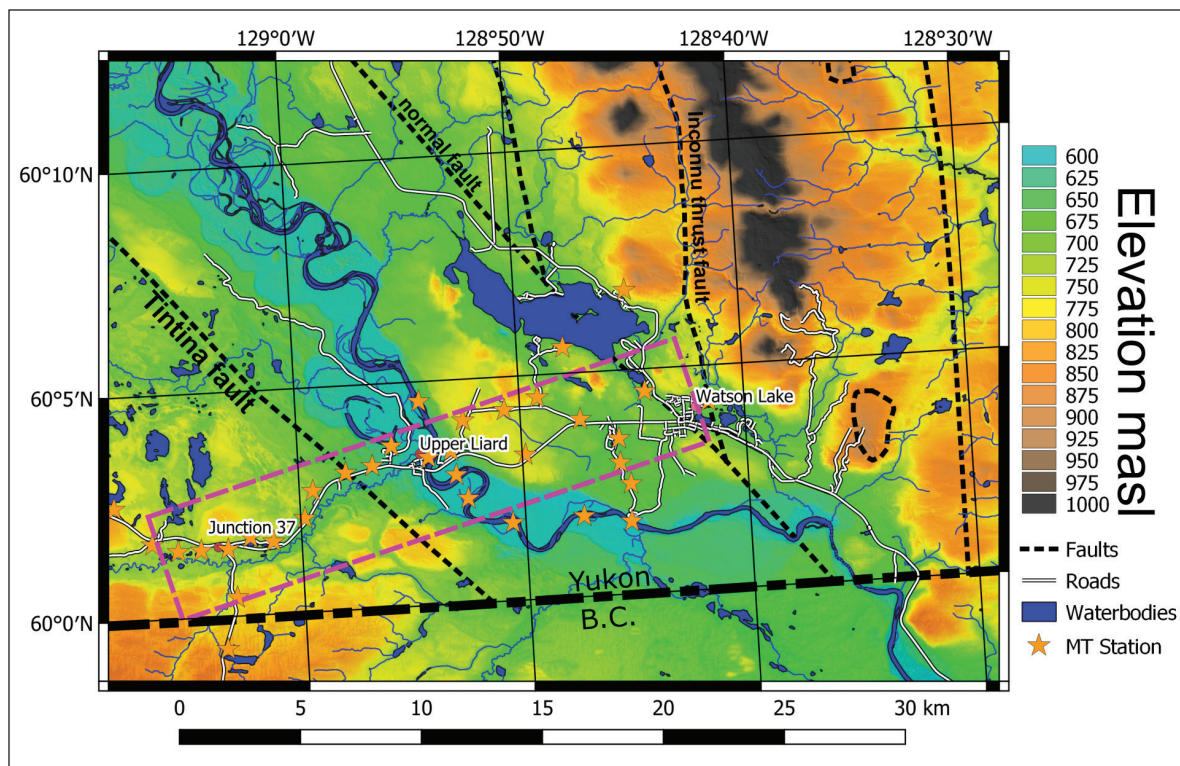 129°0'W
128°50'W
128°40'W
128°30'W
60°10'N
60°5'N
60°0'N
normal fault
Inconnu thrust fault
Tintina fault
Watson Lake
Upper Liard
Junction 37
Yukon
B.C.
600
625
650
675
700
725
750
775
800
825
850
875
900
925
950
975
1000
Elevation masl
Faults
Roads
Waterbodies
MT Station
0 5 10 15 20 25 30 km